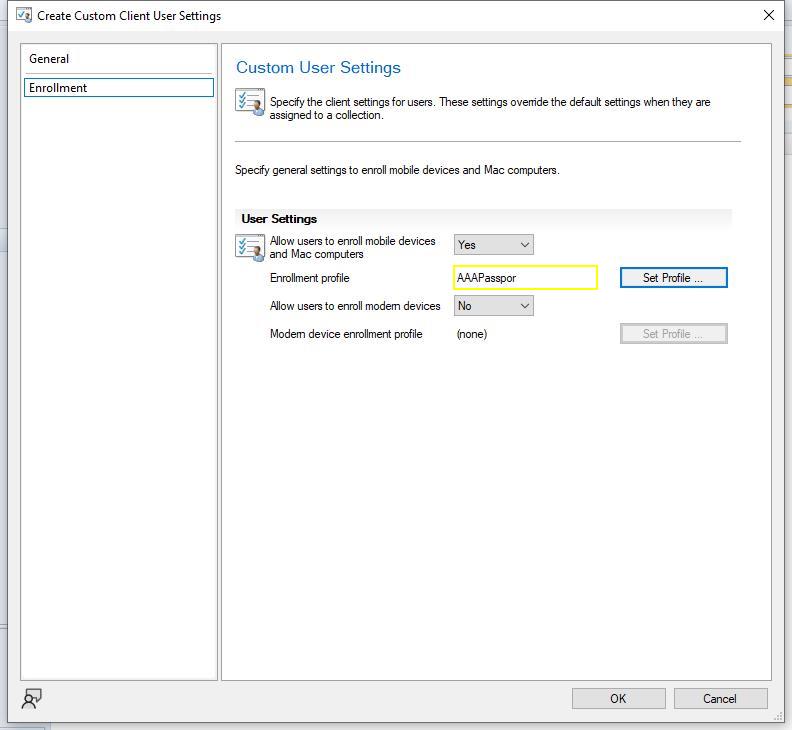 Create Custom Client User Settings
General
Enrollment
Custom User Settings
Specify the client settings for users. These settings override the default settings when they are
assigned to a collection.
Specify general settings to enroll mobile devices and Mac computers.
User Settings
Allow users to enroll mobile devices
and Mac computers
Yes
Enrollment profile
AAAPasspor
Set Profile ...
Allow users to enroll modern devices
No
Modern device enrollment profile
(none)
Set Profile ...
OK
Cancel